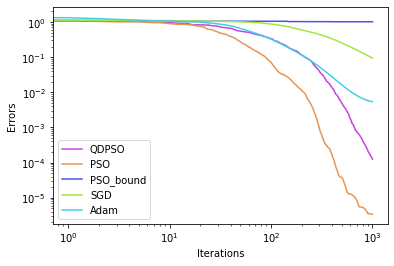 10⁰
10⁻¹
10⁻²
10⁻³
10⁻⁴
10⁻⁵
Errors
QDPSO
PSO
PSO_bound
SGD
Adam
10⁰ 10¹ 10² 10³
Iterations